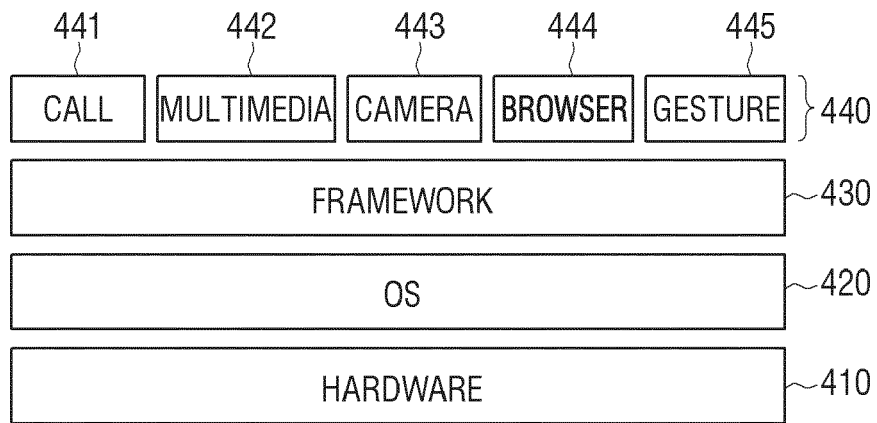 441 442 443 444 445
CALL MULTIMEDIA CAMERA BROWSER GESTURE 440
FRAMEWORK 430
OS 420
HARDWARE 410